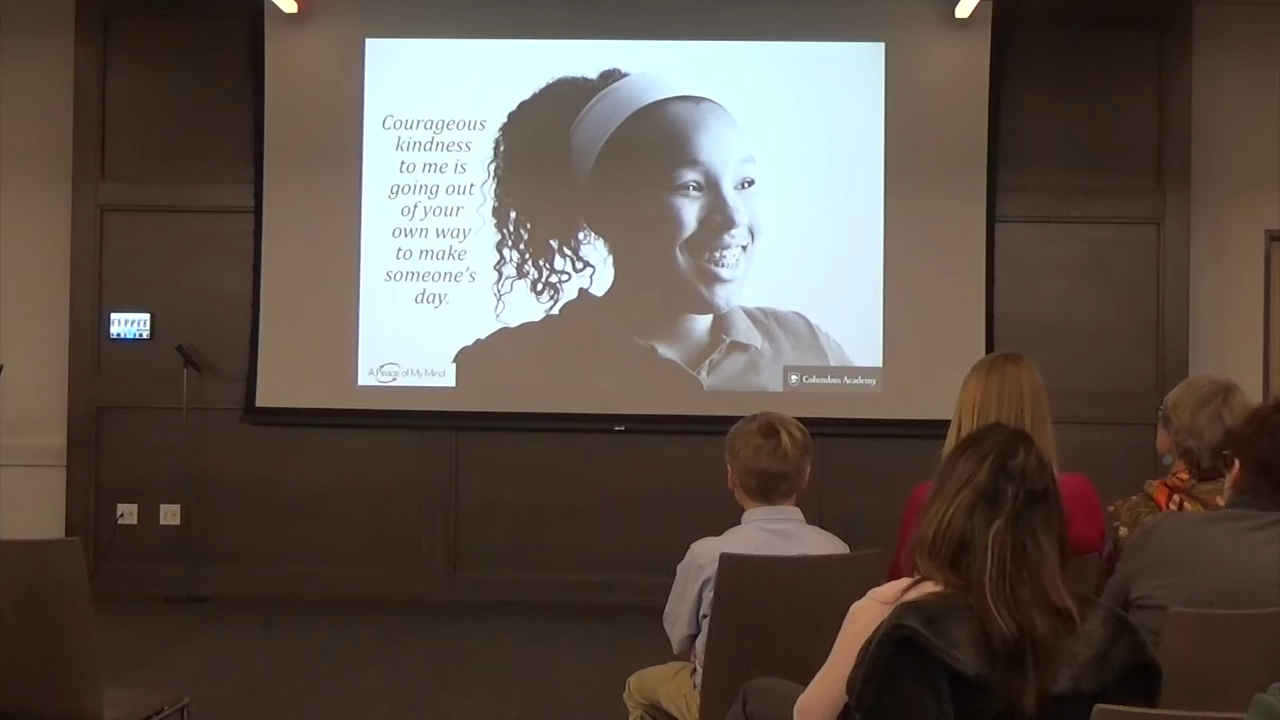 Courageous
kindness
to me is
going out
of your
own way
to make
someone's
day.
A Peace of My Mind
Columbus Academy